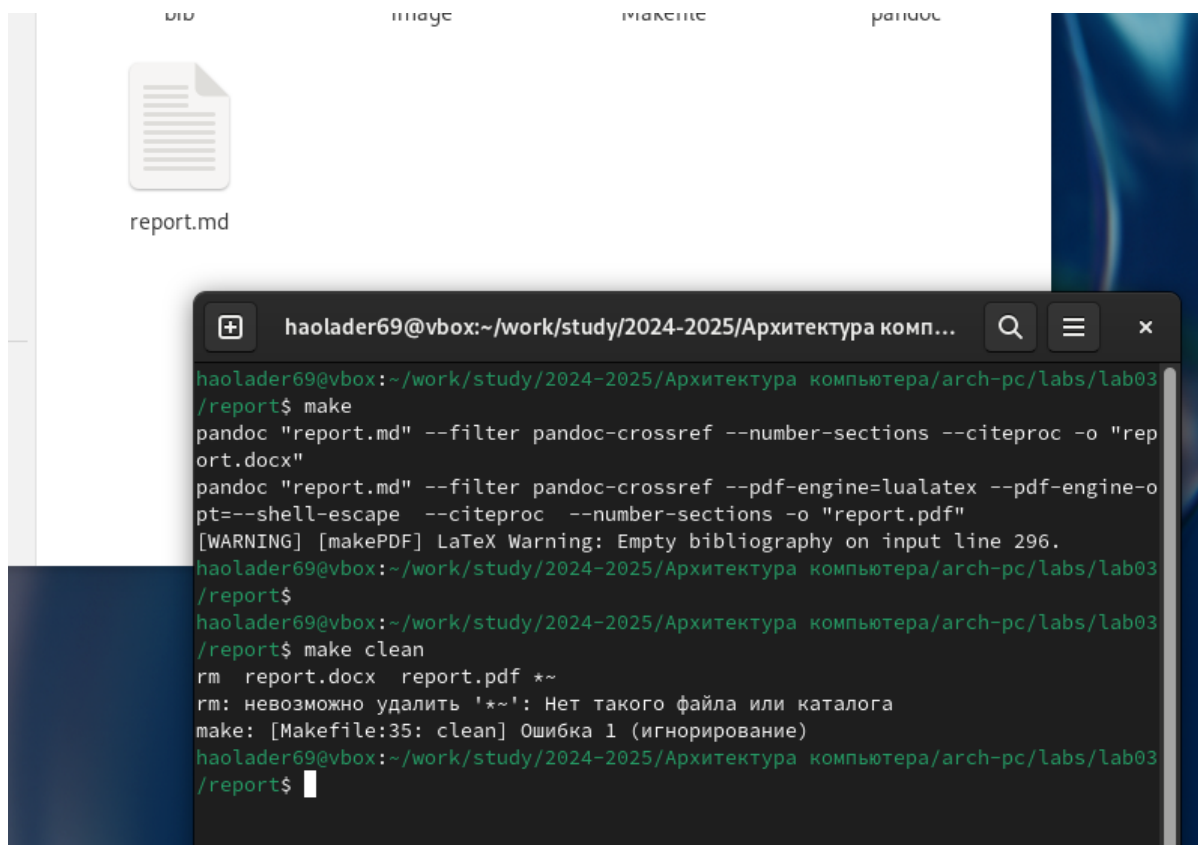 bib image Makefile pandoc
report.md
haolader69@vbox:~/work/study/2024-2025/Архитектура комп...
haolader69@vbox:~/work/study/2024-2025/Архитектура компьютера/arch-pc/labs/lab03
/report$ make
pandoc "report.md" --filter pandoc-crossref --number-sections --citeproc -o "rep
ort.docx"
pandoc "report.md" --filter pandoc-crossref --pdf-engine=lualatex --pdf-engine-o
pt=--shell-escape  --citeproc  --number-sections -o "report.pdf"
[WARNING] [makePDF] LaTeX Warning: Empty bibliography on input line 296.
haolader69@vbox:~/work/study/2024-2025/Архитектура компьютера/arch-pc/labs/lab03
/report$
haolader69@vbox:~/work/study/2024-2025/Архитектура компьютера/arch-pc/labs/lab03
/report$ make clean
rm  report.docx  report.pdf *~
rm: невозможно удалить '*~': Нет такого файла или каталога
make: [Makefile:35: clean] Ошибка 1 (игнорирование)
haolader69@vbox:~/work/study/2024-2025/Архитектура компьютера/arch-pc/labs/lab03
/report$